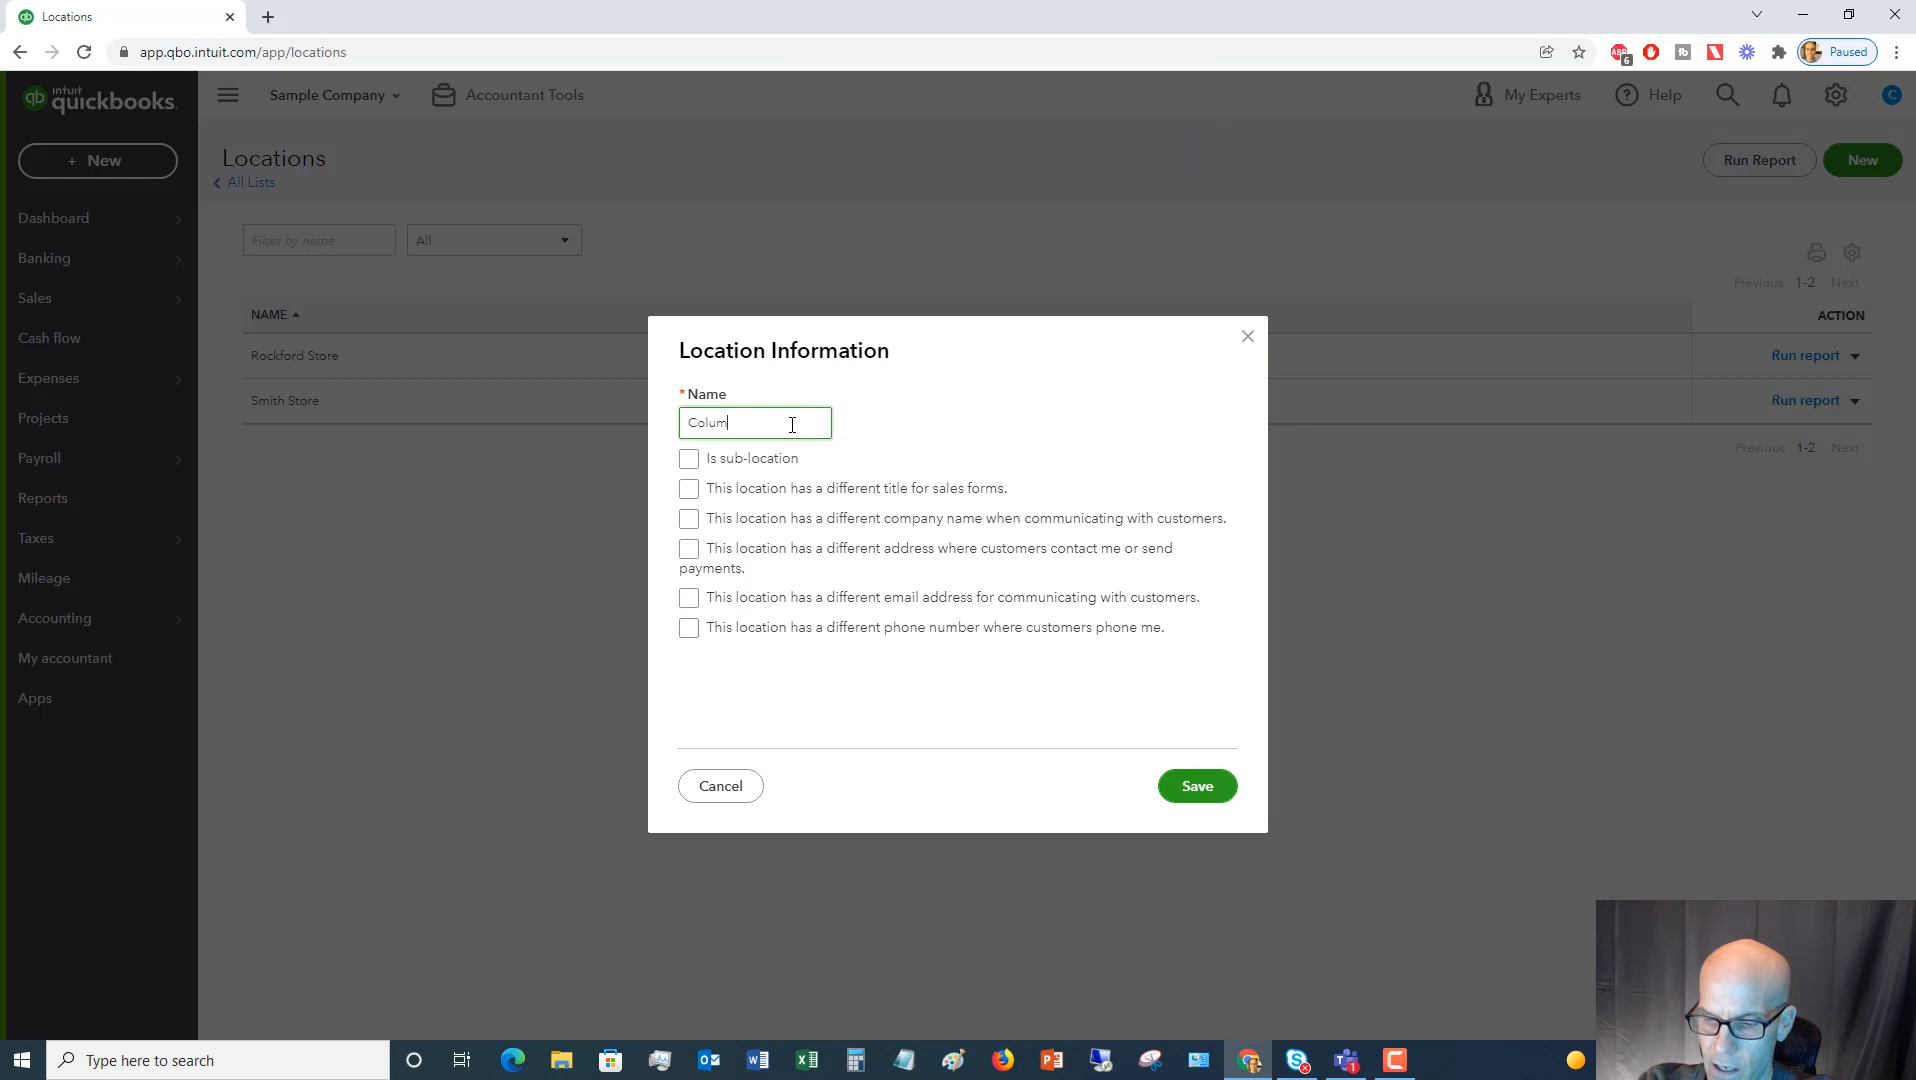 Locations
app.qbo.intuit.com/app/locations
6
Paused
intuit
quickbooks.
Sample Company
Accountant Tools
My Experts
Help
C
+ New
Locations
All Lists
Run Report
New
Dashboard
Banking
Sales
Cash flow
Expenses
Projects
Payroll
Reports
Taxes
Mileage
Accounting
My accountant
Apps
Filter by name
All
Previous 1-2 Next
NAME
ACTION
Rockford Store
Run report
Smith Store
Run report
Previous 1-2 Next
Location Information
* Name
Colum
Is sub-location
This location has a different title for sales forms.
This location has a different company name when communicating with customers.
This location has a different address where customers contact me or send
payments.
This location has a different email address for communicating with customers.
This location has a different phone number where customers phone me.
Cancel
Save
Type here to search